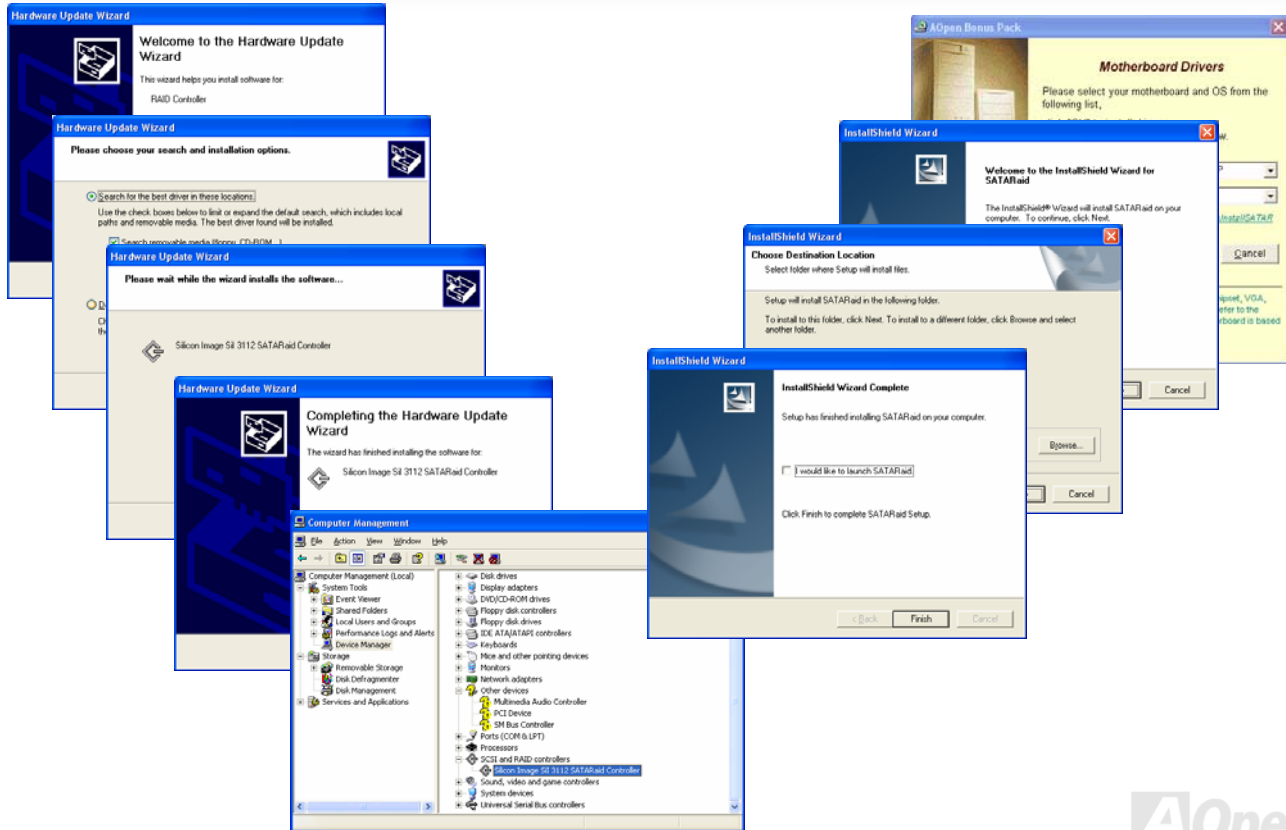 Hardware Update Wizard
Welcome to the Hardware Update
Wizard
This wizard helps you install software for:
RAID Controller
Hardware Update Wizard
Please choose your search and installation options.
Search for the best driver in these locations.
Use the check boxes below to limit or expand the default search, which includes local
paths and removable media. The best driver found will be installed.
Search removable media (floppy, CD-ROM...)
Hardware Update Wizard
Please wait while the wizard installs the software...
Silicon Image SiI 3112 SATARaid Controller
Hardware Update Wizard
Completing the Hardware Update
Wizard
The wizard has finished installing the software for:
Silicon Image SiI 3112 SATARaid Controller
Computer Management
File Action View Window Help
Computer Management (Local)
System Tools
Event Viewer
Shared Folders
Local Users and Groups
Performance Logs and Alerts
Device Manager
Storage
Removable Storage
Disk Defragmenter
Disk Management
Services and Applications
Disk drives
Display adapters
DVD/CD-ROM drives
Floppy disk controllers
Floppy disk drives
IDE ATA/ATAPI controllers
Keyboards
Mice and other pointing devices
Monitors
Network adapters
Other devices
Multimedia Audio Controller
PCI Device
SM Bus Controller
Ports (COM & LPT)
Processors
SCSI and RAID controllers
Silicon Image SiI 3112 SATARaid Controller
Sound, video and game controllers
System devices
Universal Serial Bus controllers
AOpen Bonus Pack
Motherboard Drivers
Please select your motherboard and OS from the
following list,
Cancel
hipset, VGA,
efer to the
rboard is based
InstallShield Wizard
Welcome to the InstallShield Wizard for
SATARaid
The InstallShield® Wizard will install SATARaid on your
computer. To continue, click Next.
Cancel
InstallShield Wizard
Choose Destination Location
Select folder where Setup will install files.
Setup will install SATARaid in the following folder.
To install to this folder, click Next. To install to a different folder, click Browse and select
another folder.
Browse...
Cancel
InstallShield Wizard
InstallShield Wizard Complete
Setup has finished installing SATARaid on your computer.
I would like to launch SATARaid.
Click Finish to complete SATARaid Setup.
< Back Finish Cancel
AOpe